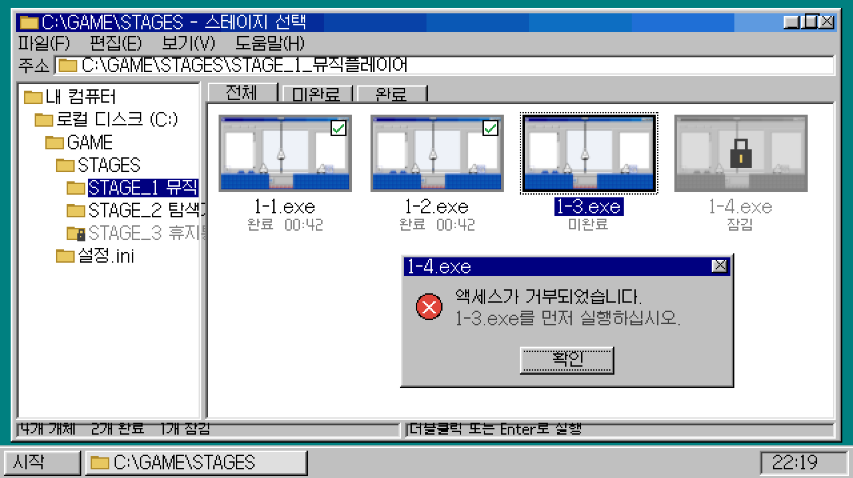 C:\GAME\STAGES - 스테이지 선택
파일(F) 편집(E) 보기(V) 도움말(H)
주소 C:\GAME\STAGES\STAGE_1_뮤직플레이어
내 컴퓨터
로컬 디스크 (C:)
GAME
STAGES
STAGE_1 뮤직
STAGE_2 탐색
STAGE_3 휴지
설정.ini
전체 미완료 완료
1-1.exe
완료 00:42
1-2.exe
완료 00:42
1-3.exe
미완료
1-4.exe
잠김
1-4.exe
액세스가 거부되었습니다.
1-3.exe를 먼저 실행하십시오.
확인
4개 개체 2개 완료 1개 잠김
더블클릭 또는 Enter로 실행
시작 C:\GAME\STAGES 22:19